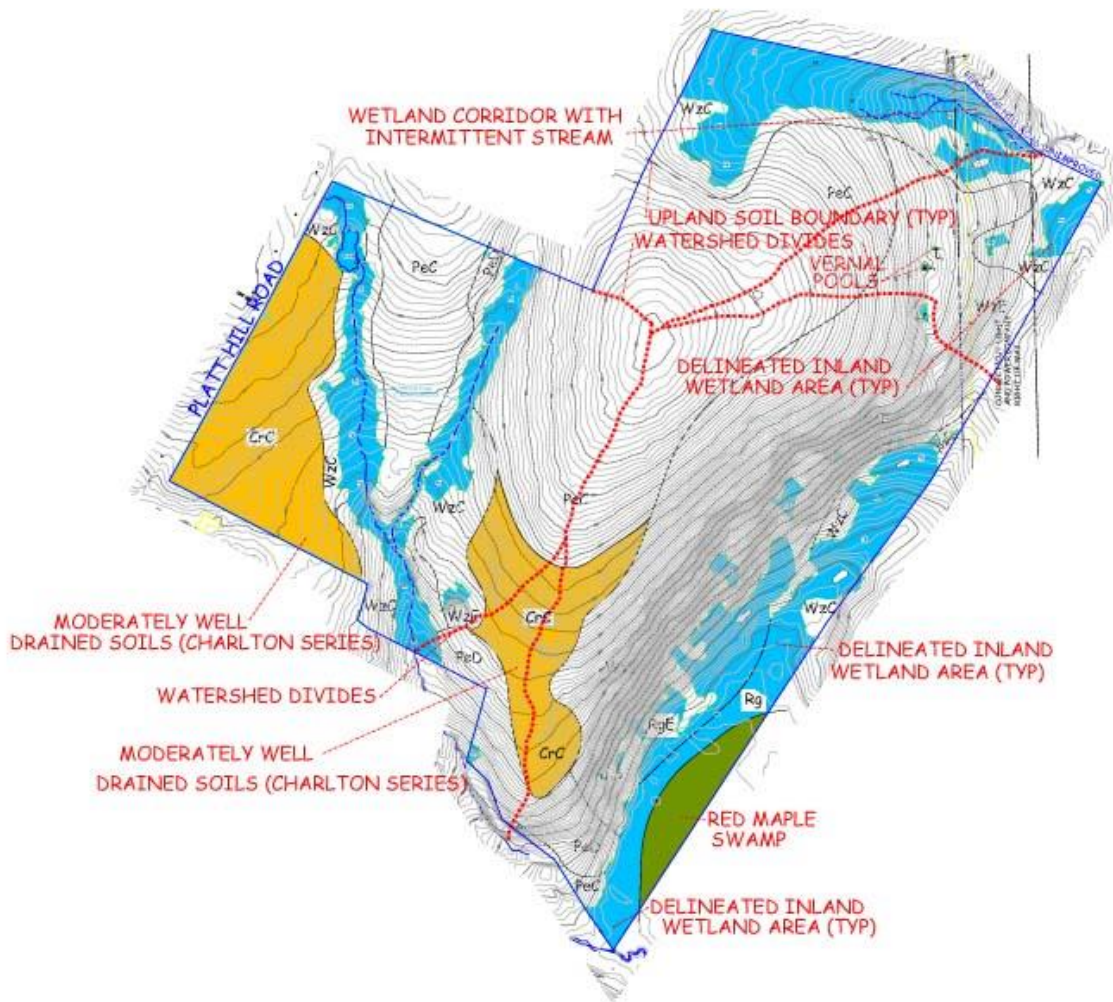 WzC
WETLAND CORRIDOR WITH
INTERMITTENT STREAM
WzC
PeC
WzC
UPLAND SOIL BOUNDARY (TYP)
WATERSHED DIVIDES
VERNAL
POOLS
PeC
WzC
PLATT HILL ROAD
DELINEATED INLAND
WETLAND AREA (TYP)
CrC
WzC
WzC
WzC
CrC
WzC
WzC
PeD
MODERATELY WELL
DRAINED SOILS (CHARLTON SERIES)
DELINEATED INLAND
WETLAND AREA (TYP)
WATERSHED DIVIDES
Rg
RgE
MODERATELY WELL
DRAINED SOILS (CHARLTON SERIES)
CrC
RED MAPLE
SWAMP
PeC
DELINEATED INLAND
WETLAND AREA (TYP)